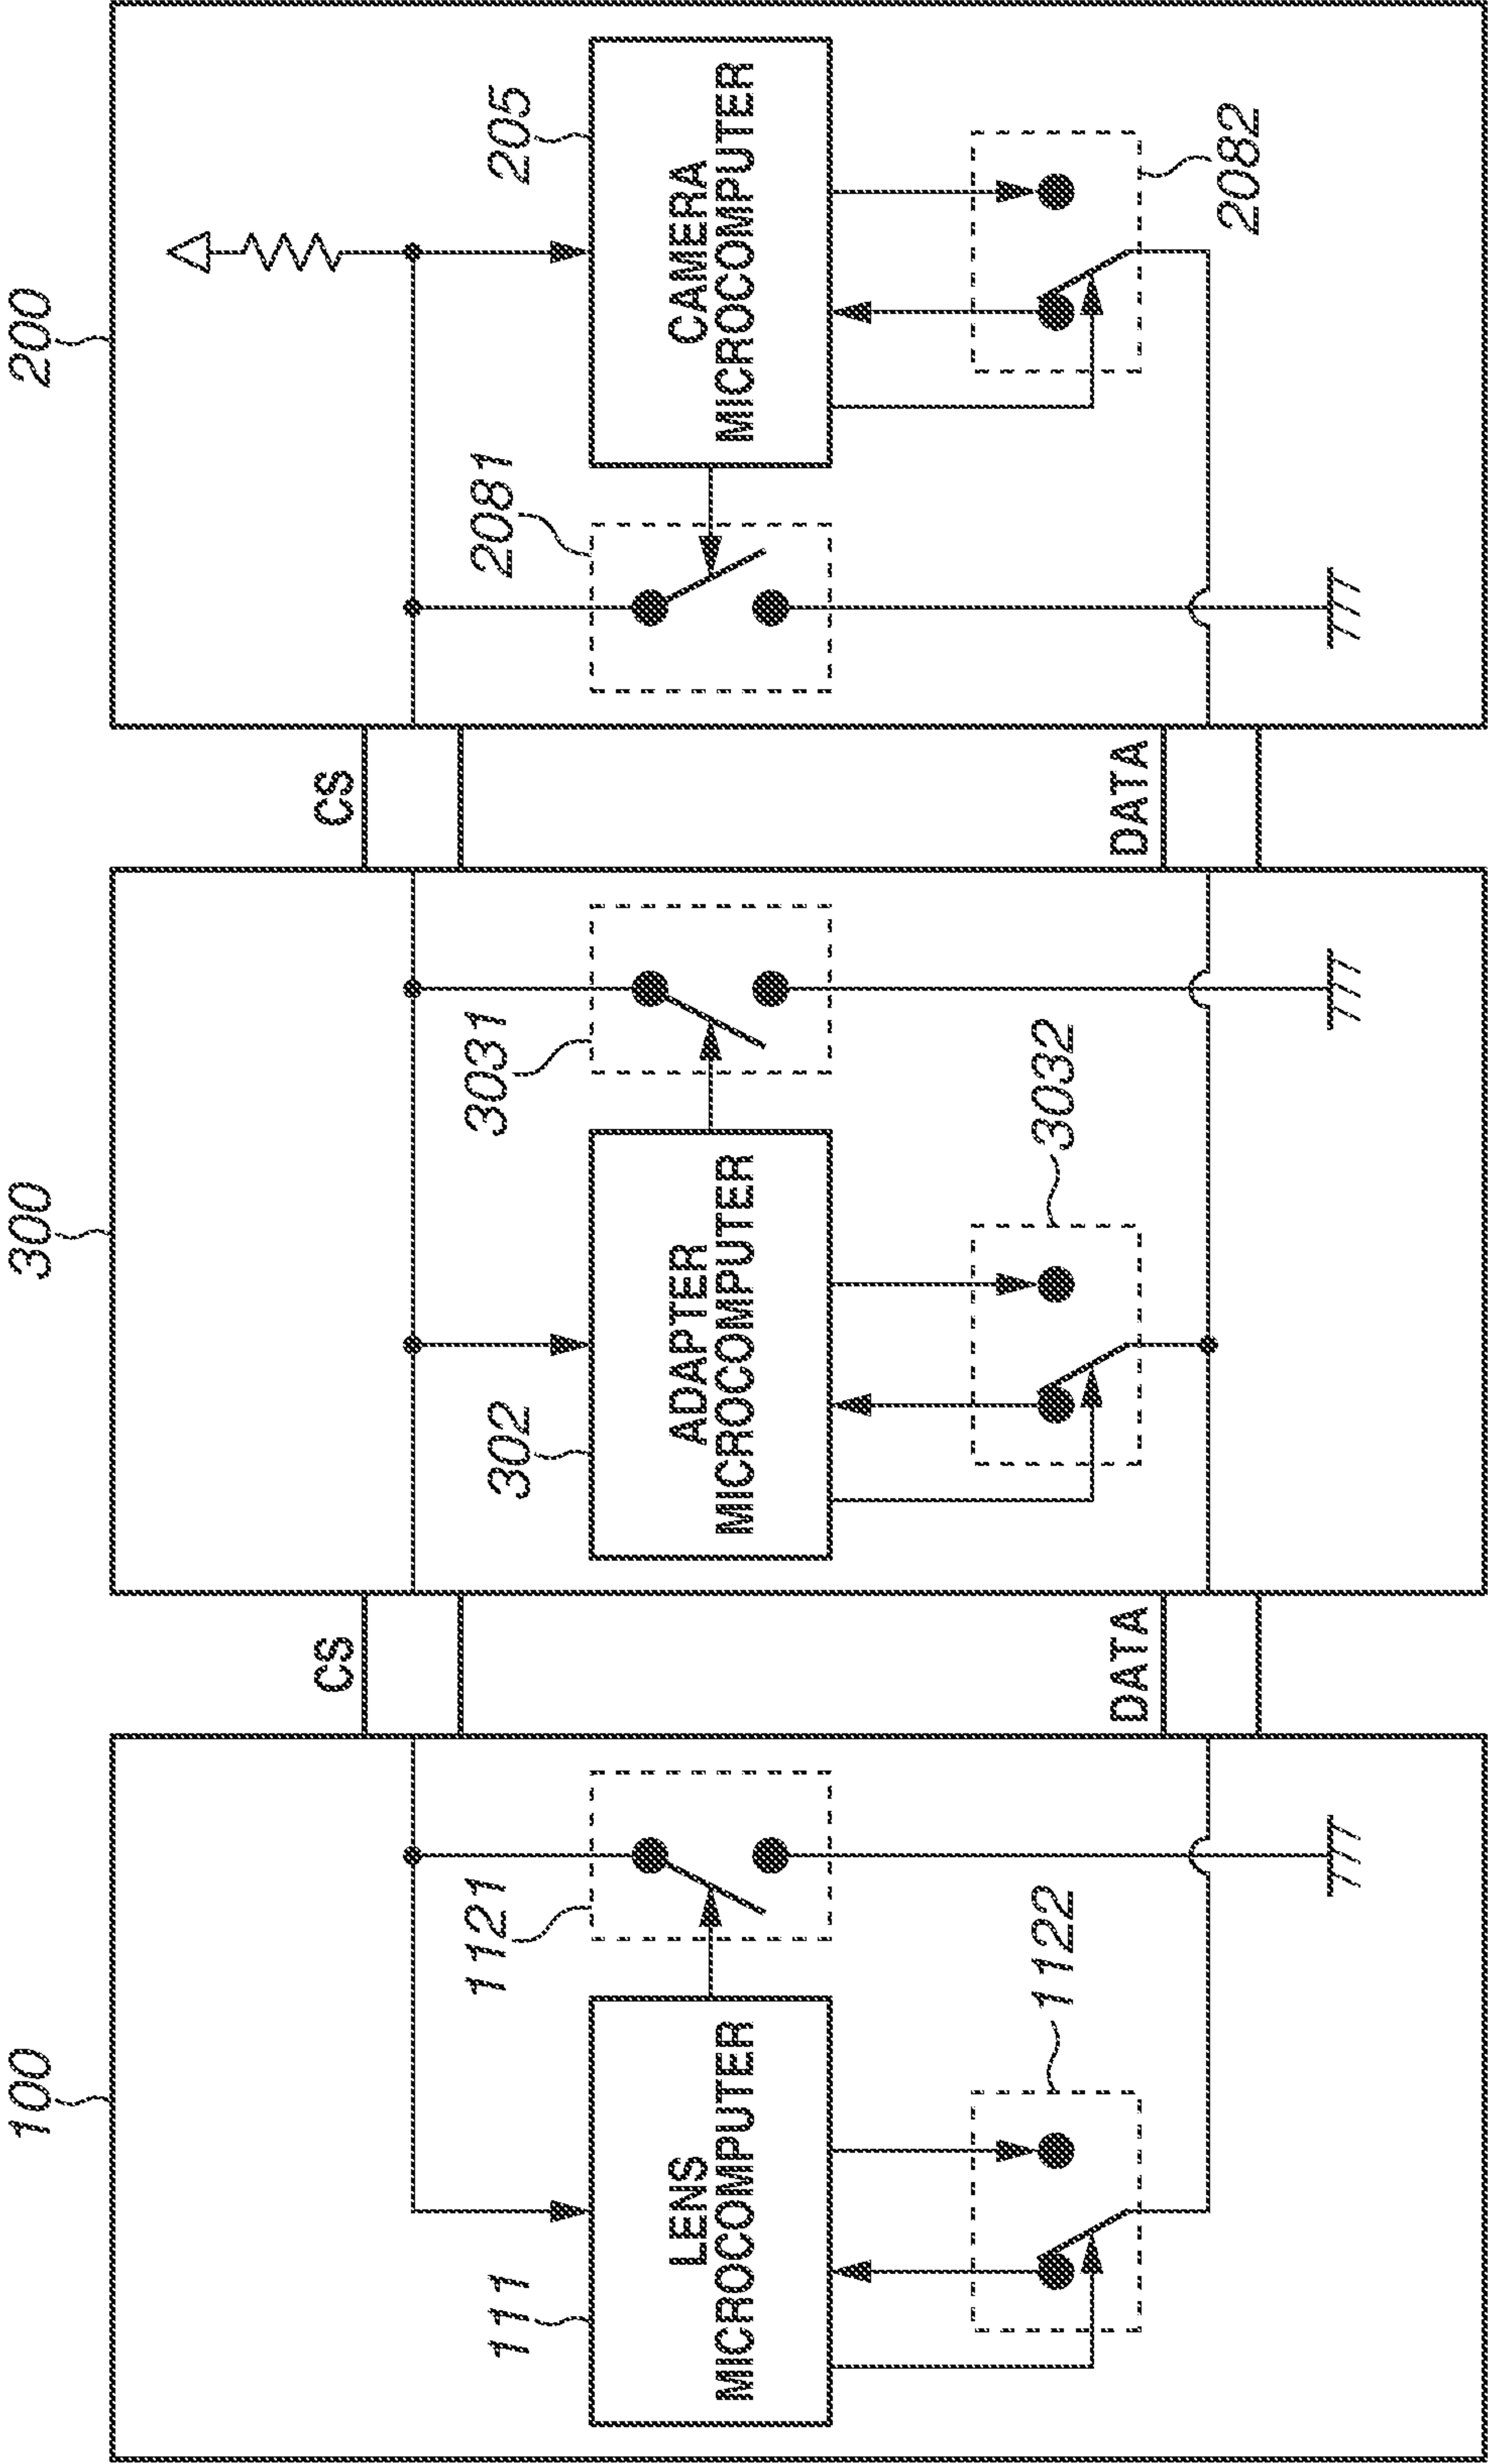 100
300
200
CS
CS
111
1121
302
3031
2081
205
LENS
MICROCOMPUTER
ADAPTER
MICROCOMPUTER
CAMERA
MICROCOMPUTER
1122
3032
DATA
DATA
2082